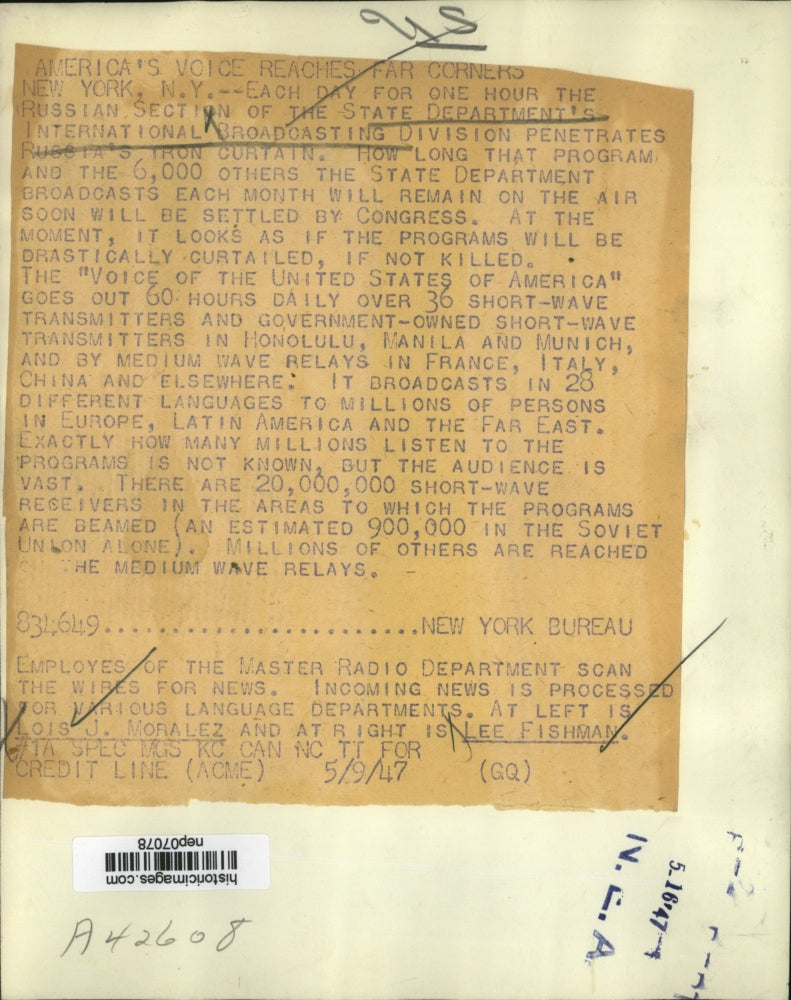 AMERICA'S VOICE REACHES FAR CORNERS
NEW YORK, N.Y.--EACH DAY FOR ONE HOUR THE
RUSSIAN SECTION OF THE STATE DEPARTMENT'S
INTERNATIONAL BROADCASTING DIVISION PENETRATES
RUSSIA'S IRON CURTAIN. HOW LONG THAT PROGRAM
AND THE 6,000 OTHERS THE STATE DEPARTMENT
BROADCASTS EACH MONTH WILL REMAIN ON THE AIR
SOON WILL BE SETTLED BY CONGRESS. AT THE
MOMENT, IT LOOKS AS IF THE PROGRAMS WILL BE
DRASTICALLY CURTAILED, IF NOT KILLED.
THE "VOICE OF THE UNITED STATES OF AMERICA"
GOES OUT 60 HOURS DAILY OVER 36 SHORT-WAVE
TRANSMITTERS AND GOVERNMENT-OWNED SHORT-WAVE
TRANSMITTERS IN HONOLULU, MANILA AND MUNICH,
AND BY MEDIUM WAVE RELAYS IN FRANCE, ITALY,
CHINA AND ELSEWHERE. IT BROADCASTS IN 28
DIFFERENT LANGUAGES TO MILLIONS OF PERSONS
IN EUROPE, LATIN AMERICA AND THE FAR EAST.
EXACTLY HOW MANY MILLIONS LISTEN TO THE
PROGRAMS IS NOT KNOWN, BUT THE AUDIENCE IS
VAST. THERE ARE 20,000,000 SHORT-WAVE
RECEIVERS IN THE AREAS TO WHICH THE PROGRAMS
ARE BEAMED (AN ESTIMATED 900,000 IN THE SOVIET
UNION ALONE). MILLIONS OF OTHERS ARE REACHED
THE MEDIUM WAVE RELAYS.
834649............................NEW YORK BUREAU
EMPLOYES OF THE MASTER RADIO DEPARTMENT SCAN
THE WIRES FOR NEWS. INCOMING NEWS IS PROCESSED
FOR VARIOUS LANGUAGE DEPARTMENTS. AT LEFT IS
LOIS J. MORALEZ AND AT RIGHT IS LEE FISHMAN.
#1A SPEC MGS KC CAN NC TT FOR
CREDIT LINE (ACME) 5/9/47 (GQ)
historicimages.com
nep07078
A42608
5.16'47
N.E.A.